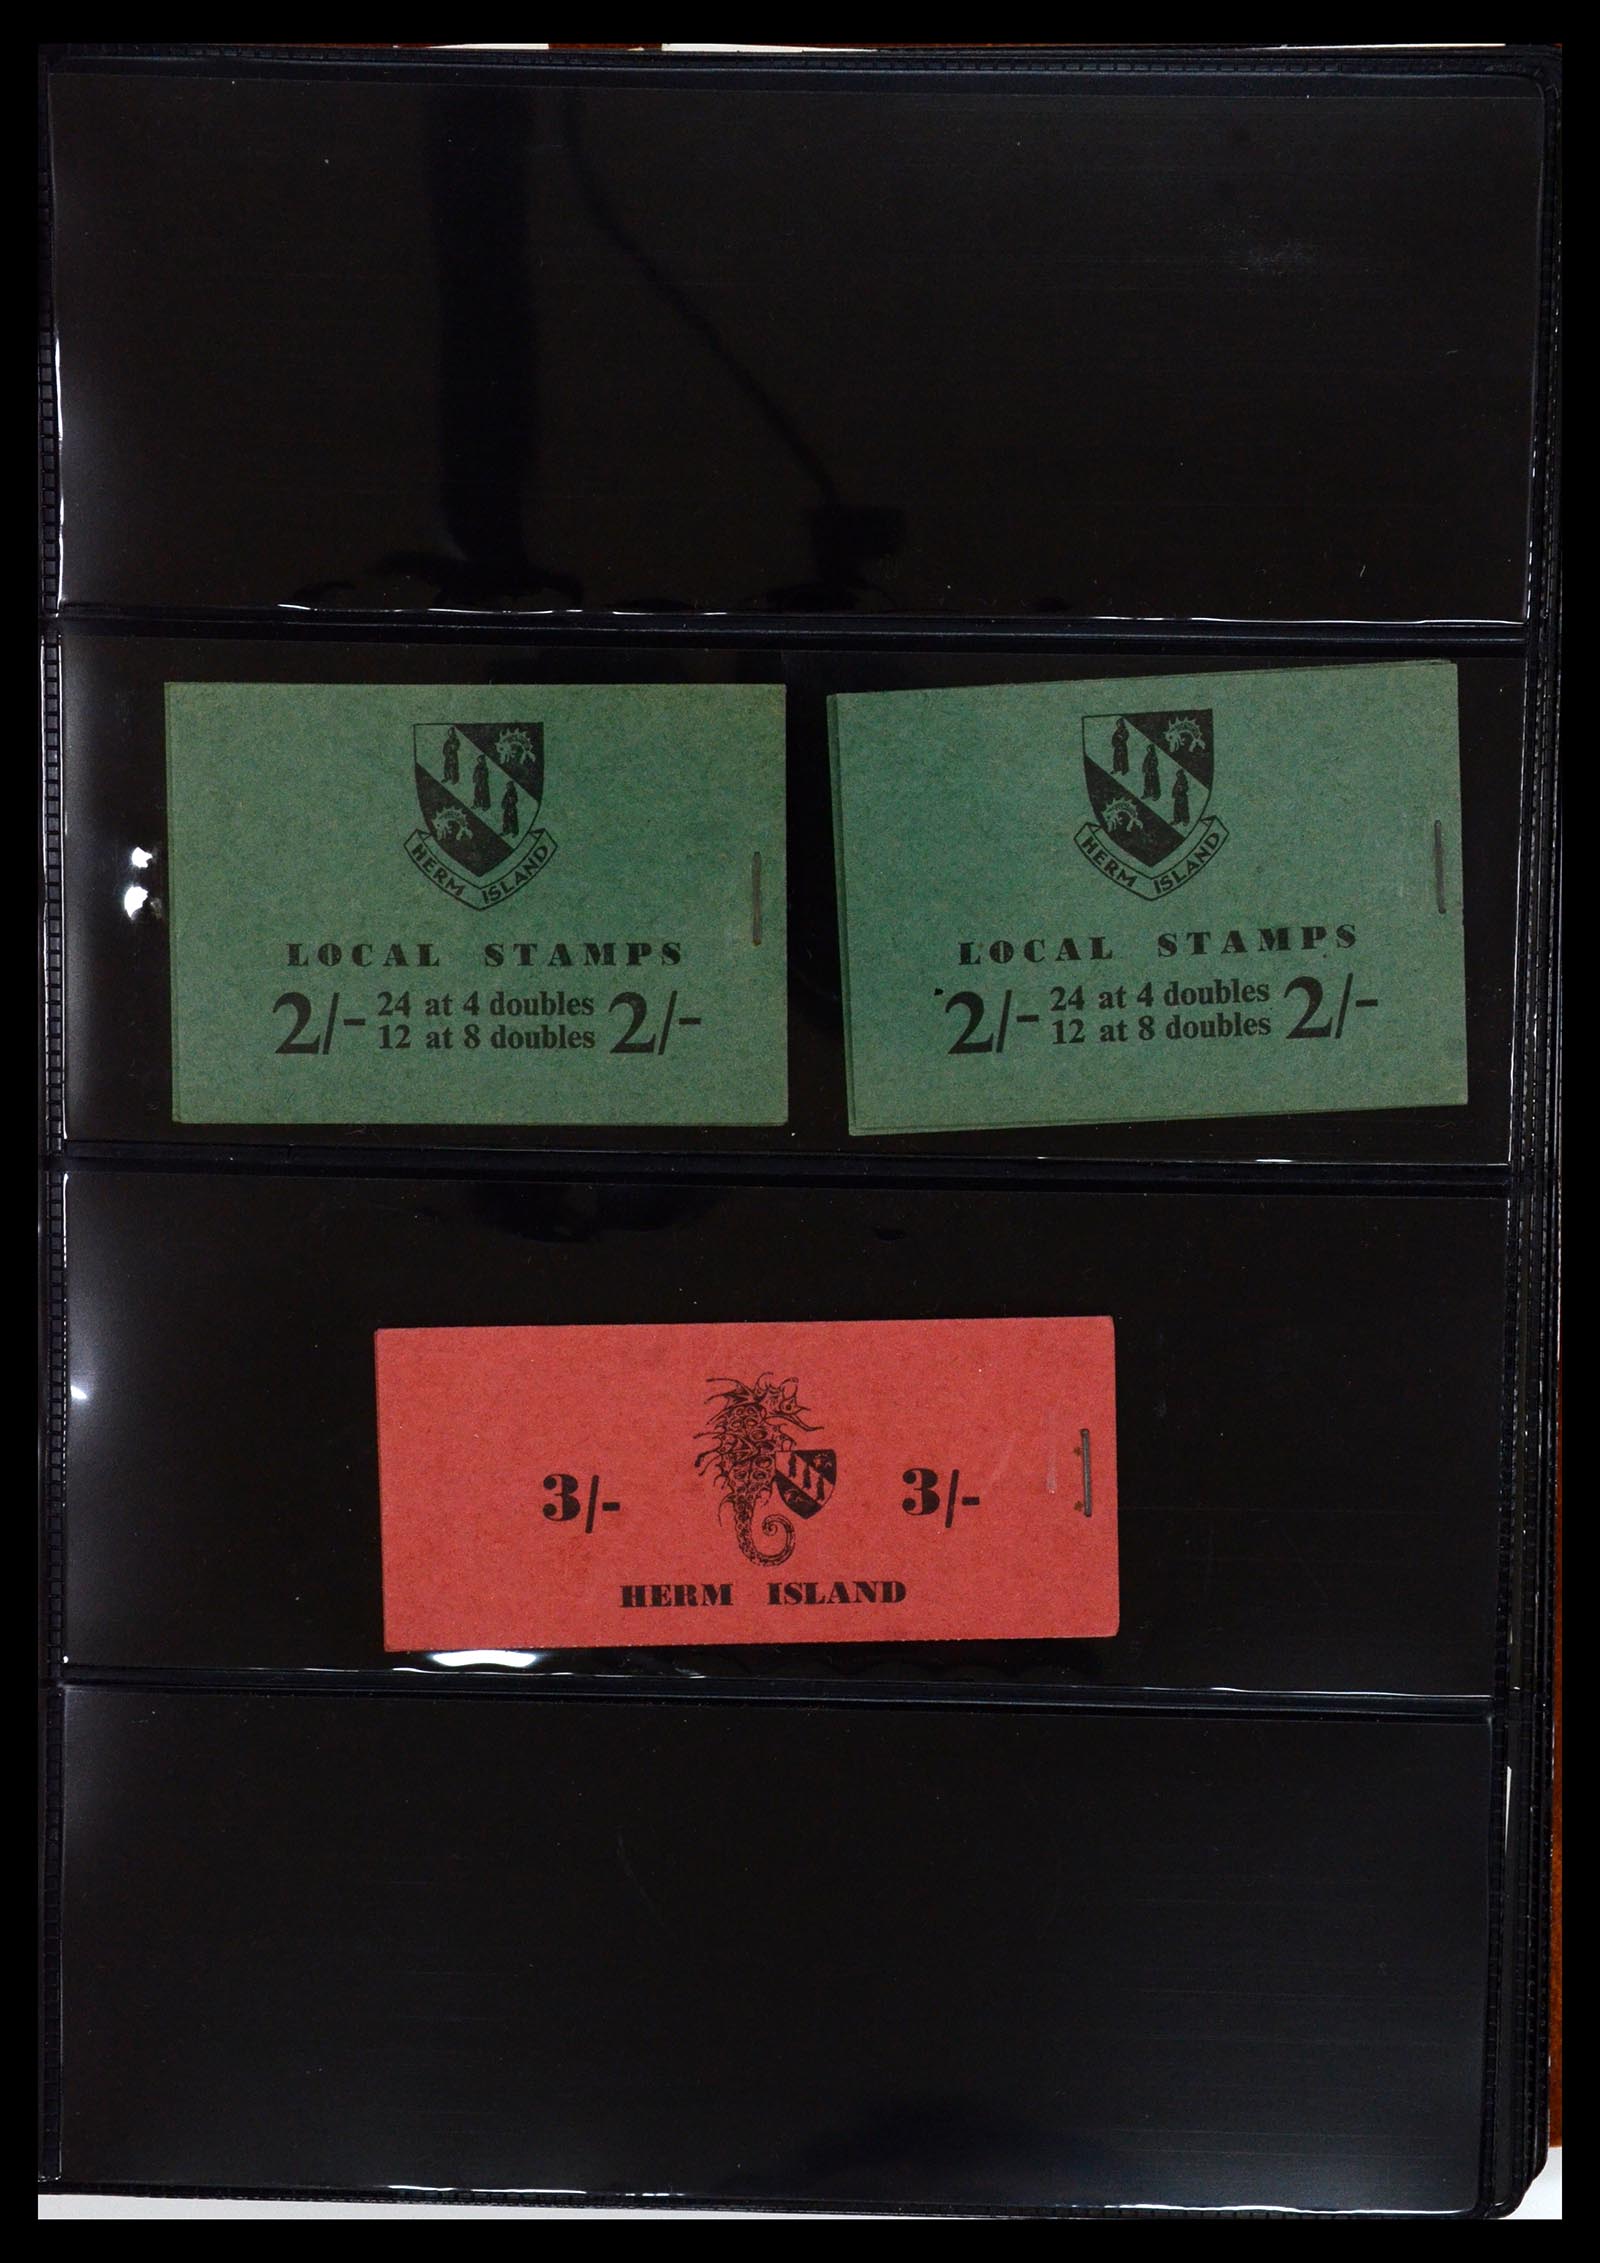 HERM ISLAND
LOCAL STAMPS
2/- 24 at 4 doubles 2/-
12 at 8 doubles
HERM ISLAND
LOCAL STAMPS
2/- 24 at 4 doubles 2/-
12 at 8 doubles
3/- 3/-
HERM ISLAND